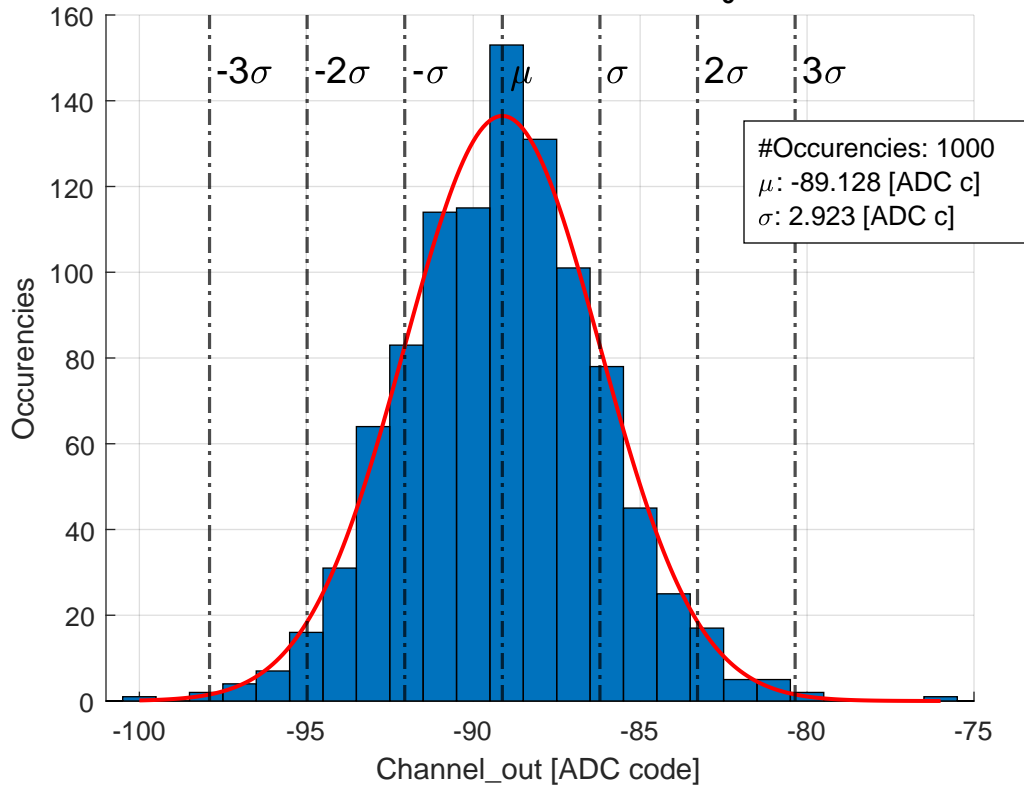 160
140
120
100
80
60
40
20
0
Occurencies
-3σ
-2σ
-σ
μ
σ
2σ
3σ
#Occurencies: 1000
μ: -89.128 [ADC c]
σ: 2.923 [ADC c]
-100
-95
-90
-85
-80
-75
Channel_out [ADC code]